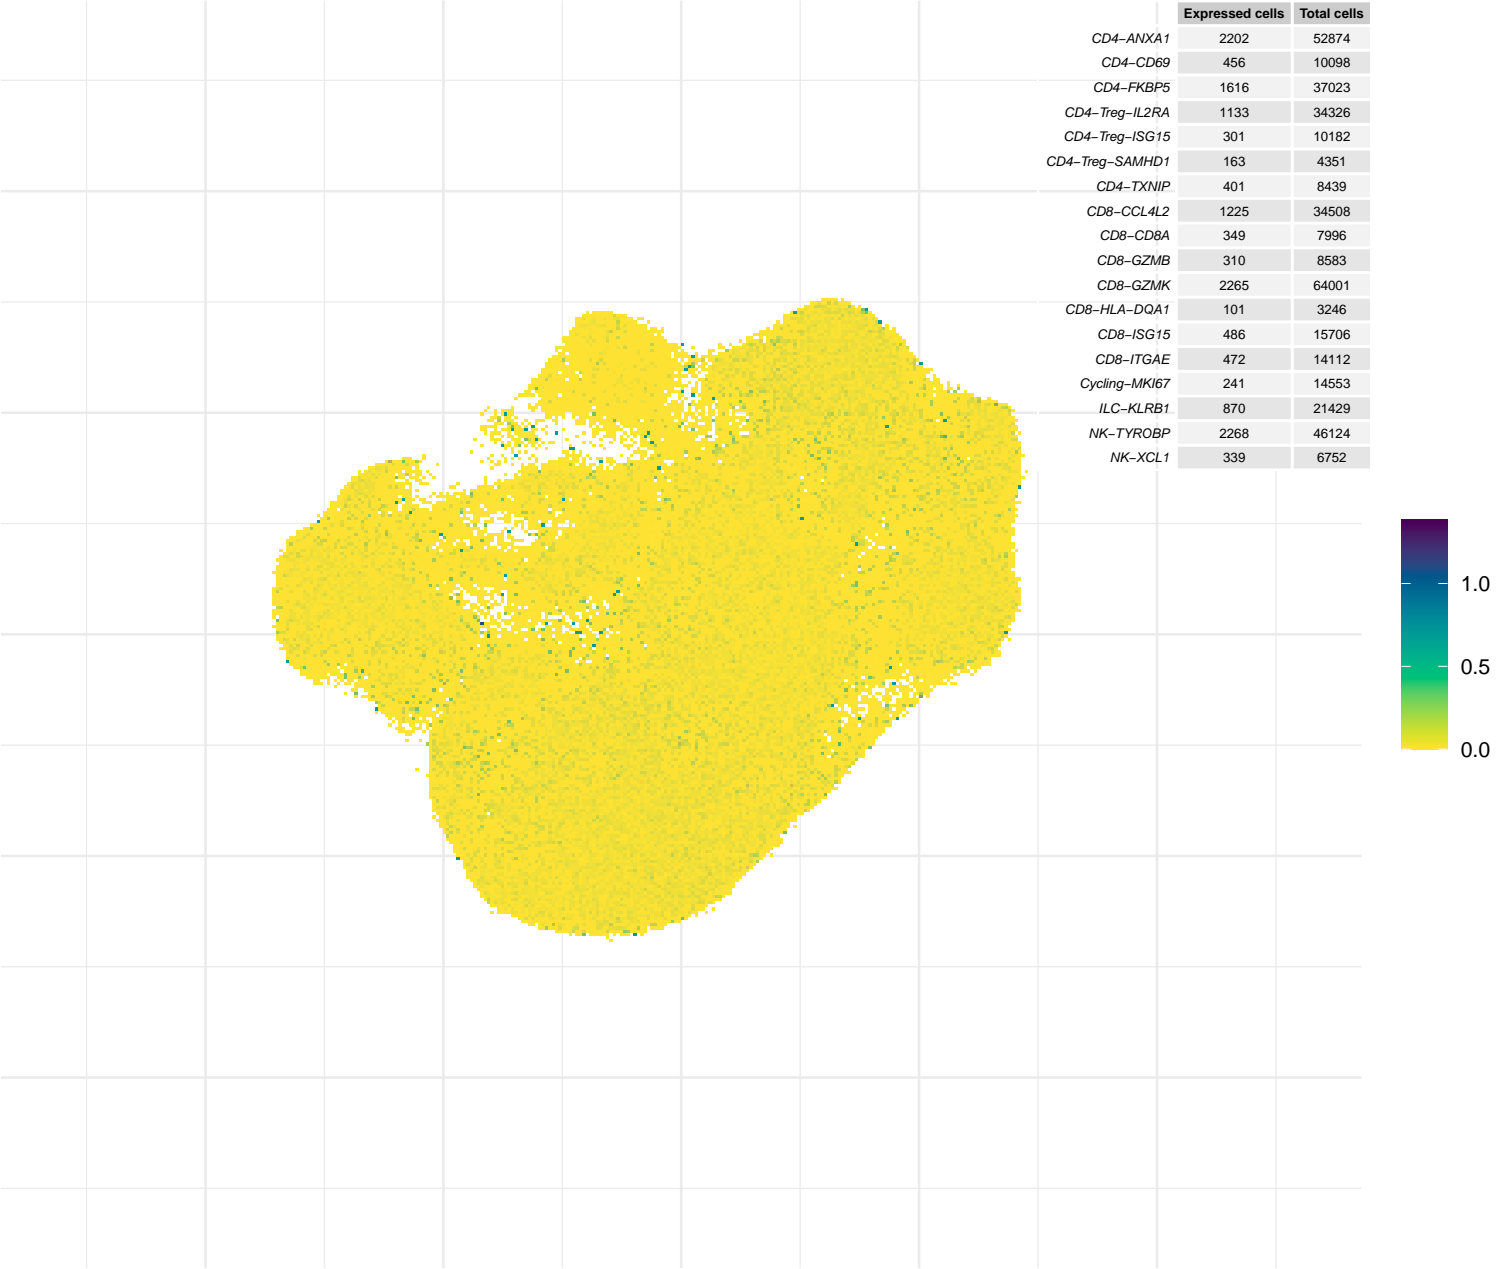 Expressed cells Total cells
CD4−ANXA1 2202 52874
CD4−CD69 456 10098
CD4−FKBP5 1616 37023
CD4−Treg−IL2RA 1133 34326
CD4−Treg−ISG15 301 10182
CD4−Treg−SAMHD1 163 4351
CD4−TXNIP 401 8439
CD8−CCL4L2 1225 34508
CD8−CD8A 349 7996
CD8−GZMB 310 8583
CD8−GZMK 2265 64001
CD8−HLA−DQA1 101 3246
CD8−ISG15 486 15706
CD8−ITGAE 472 14112
Cycling−MKI67 241 14553
ILC−KLRB1 870 21429
NK−TYROBP 2268 46124
NK−XCL1 339 6752
1.0
0.5
0.0